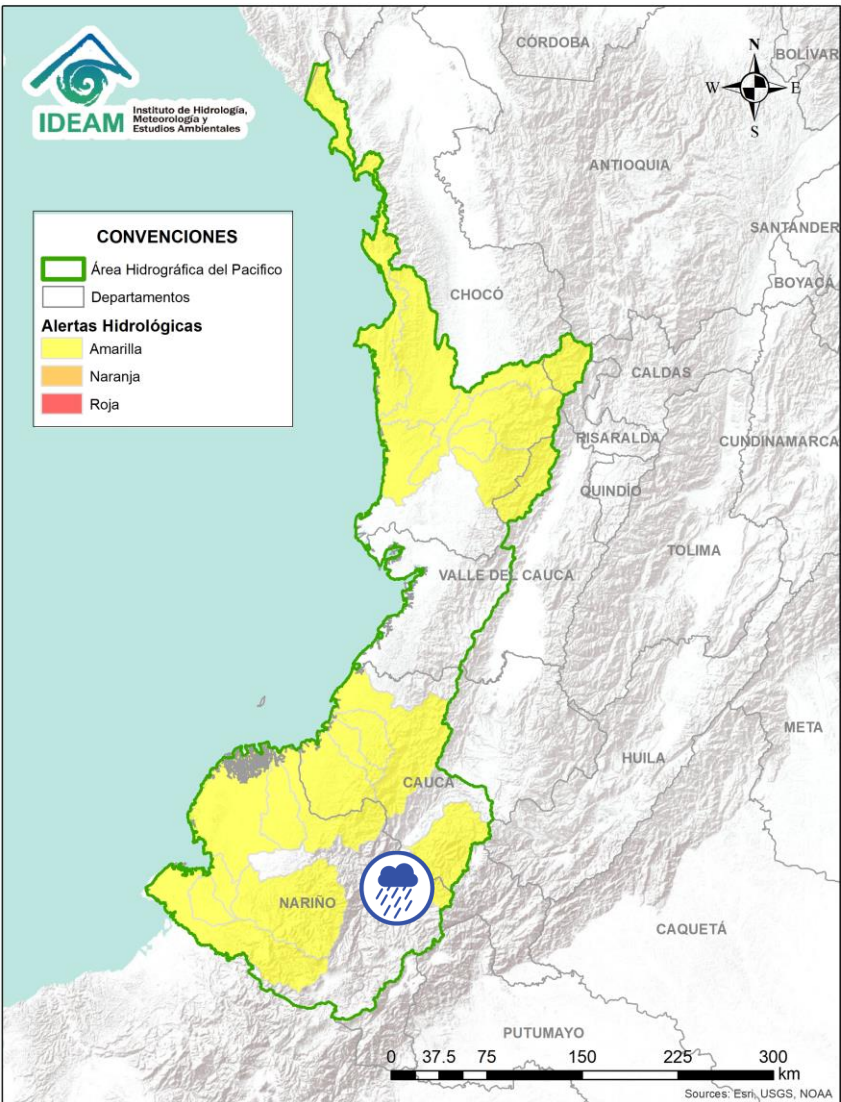 IDEAM
Instituto de Hidrología,
Meteorología y
Estudios Ambientales
N
W
E
S
CÓRDOBA
BOLIVAR
ANTIOQUIA
SANTANDER
BOYACÁ
CONVENCIONES
Área Hidrográfica del Pacifico
Departamentos
Alertas Hidrológicas
Amarilla
Naranja
Roja
CHOCÓ
CALDAS
RISARALDA
CUNDINAMARCA
QUINDÍO
TOLIMA
VALLE DEL CAUCA
META
HUILA
CAUCA
NARIÑO
CAQUETÁ
PUTUMAYO
0 37.5 75 150 225 300
km
Sources: Esri, USGS, NOAA